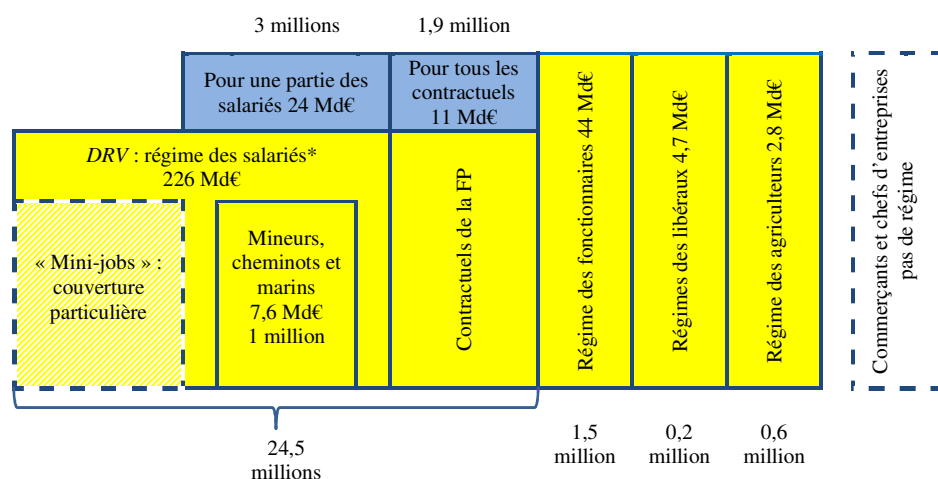 3 millions
1,9 million
Pour une partie des
salariés 24 Md€
Pour tous les
contractuels
11 Md€
DRV : régime des salariés*
226 Md€
« Mini-jobs » :
couverture
particulière
Mineurs,
cheminots et
marins
7,6 Md€
1 million
Contractuels de la FP
Régime des fonctionnaires 44 Md€
Régimes des libéraux 4,7 Md€
Régime des agriculteurs 2,8 Md€
Commerçants et chefs d'entreprises
pas de régime
24,5
millions
1,5
million
0,2
million
0,6
million